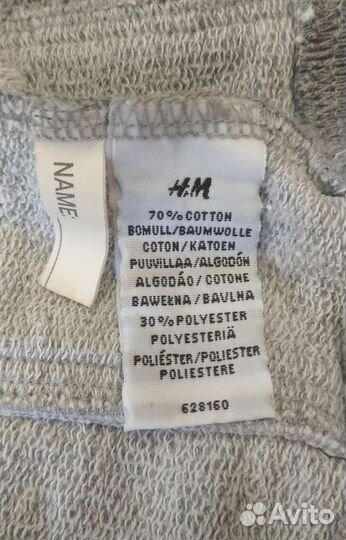 NAME:
H&M
70% COTTON
BOMULL/BAUMWOLLE
COTON/KATOEN
PUUVILLAA/ALGODÓN
ALGODÃO/COTONE
BAWEŁNA/BAVLNA
30% POLYESTER
POLYESTERIÄ
POLIÉSTER/POLIESTER
POLIESTERE
628160
Avito